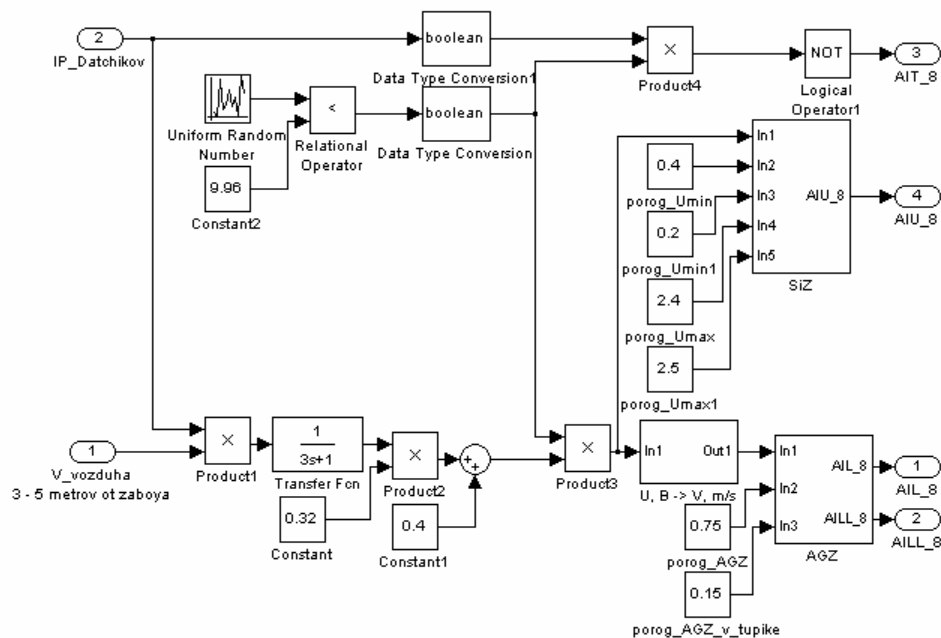 2
IP_Datchikov
boolean
Data Type Conversion1
×
Product4
NOT
Logical
Operator1
3
AIT_8
Uniform Random
Number
<
Relational
Operator
boolean
Data Type Conversion
9.96
Constant2
In1
In2
In3
In4
In5
AIU_8
SiZ
4
AIU_8
0.4
porog_Umin
0.2
porog_Umin1
2.4
porog_Umax
2.5
porog_Umax1
1
V_vozduha
3 - 5 metrov ot zaboya
×
Product1
1
3s+1
Transfer Fcn
×
Product2
0.32
Constant
+
+
0.4
Constant1
×
Product3
In1
Out1
U, B -> V, m/s
In1
In2
In3
AIL_8
AILL_8
AGZ
1
AIL_8
2
AILL_8
0.75
porog_AGZ
0.15
porog_AGZ_v_tupike